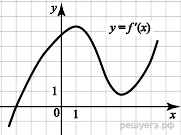 y
y = f′(x)
1
0 1 x
решуегэ.рф